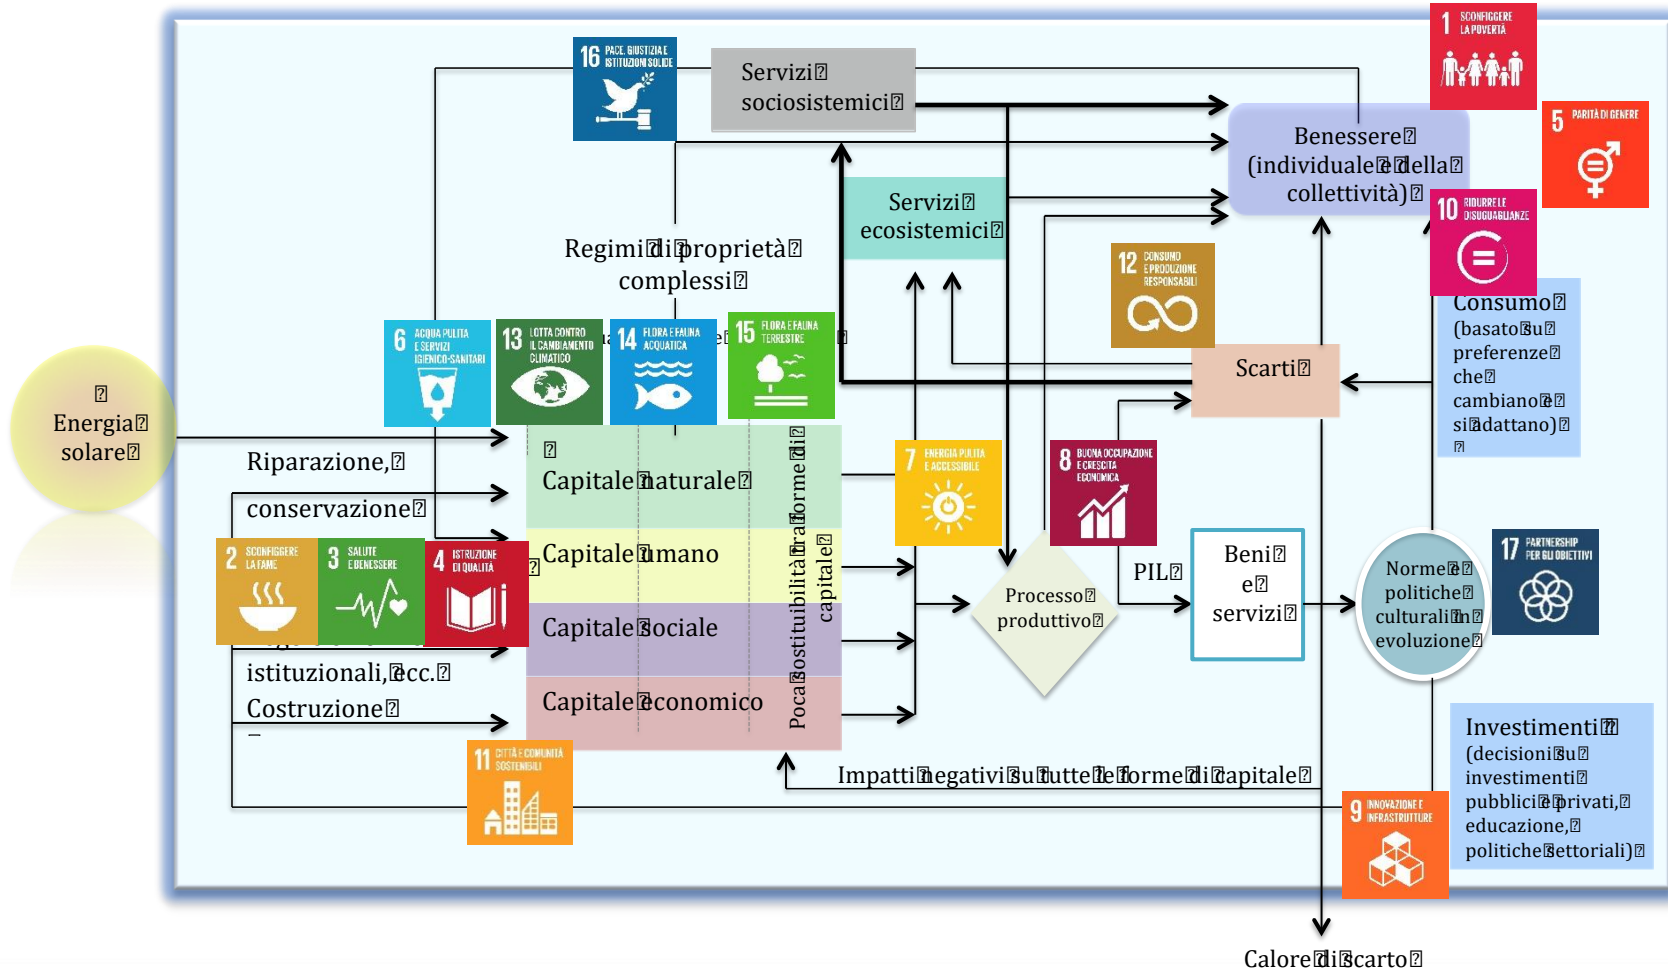 1 SCONFIGGERE
LA POVERTÀ
16 PACE, GIUSTIZIA E
ISTITUZIONI SOLIDE
Servizi
sociosistemici
5 PARITÀ DI GENERE
Benessere
(individuale e della
collettività)
10 RIDURRE LE
DISUGUAGLIANZE
Servizi
ecosistemici
Regimi di proprietà
complessi
12 CONSUMO
E PRODUZIONE
RESPONSABILI
Consumo
(basato su
preferenze
che
cambiano e
si adattano)
6 ACQUA PULITA
E SERVIZI
IGIENICO-SANITARI
13 LOTTA CONTRO
IL CAMBIAMENTO
CLIMATICO
14 FLORA E FAUNA
ACQUATICA
15 FLORA E FAUNA
TERRESTRE
Scarti
Energia
solare
Riparazione,
conservazione
Capitale naturale
Capitale umano
Capitale sociale
Capitale economico
Poca sostituibilità tra forme di
capitale
7 ENERGIA PULITA
E ACCESSIBILE
8 BUONA OCCUPAZIONE
E CRESCITA
ECONOMICA
2 SCONFIGGERE
LA FAME
3 SALUTE
E BENESSERE
4 ISTRUZIONE
DI QUALITÀ
istituzionali, ecc.
Costruzione
Processo
produttivo
PIL
Beni
e
servizi
Norme e
politiche
culturali in
evoluzione
17 PARTNERSHIP
PER GLI OBIETTIVI
11 CITTÀ E COMUNITÀ
SOSTENIBILI
Impatti negativi su tutte le forme di capitale
9 INNOVAZIONE E
INFRASTRUTTURE
Investimenti
(decisioni su
investimenti
pubblici e privati,
educazione,
politiche settoriali)
Calore di scarto